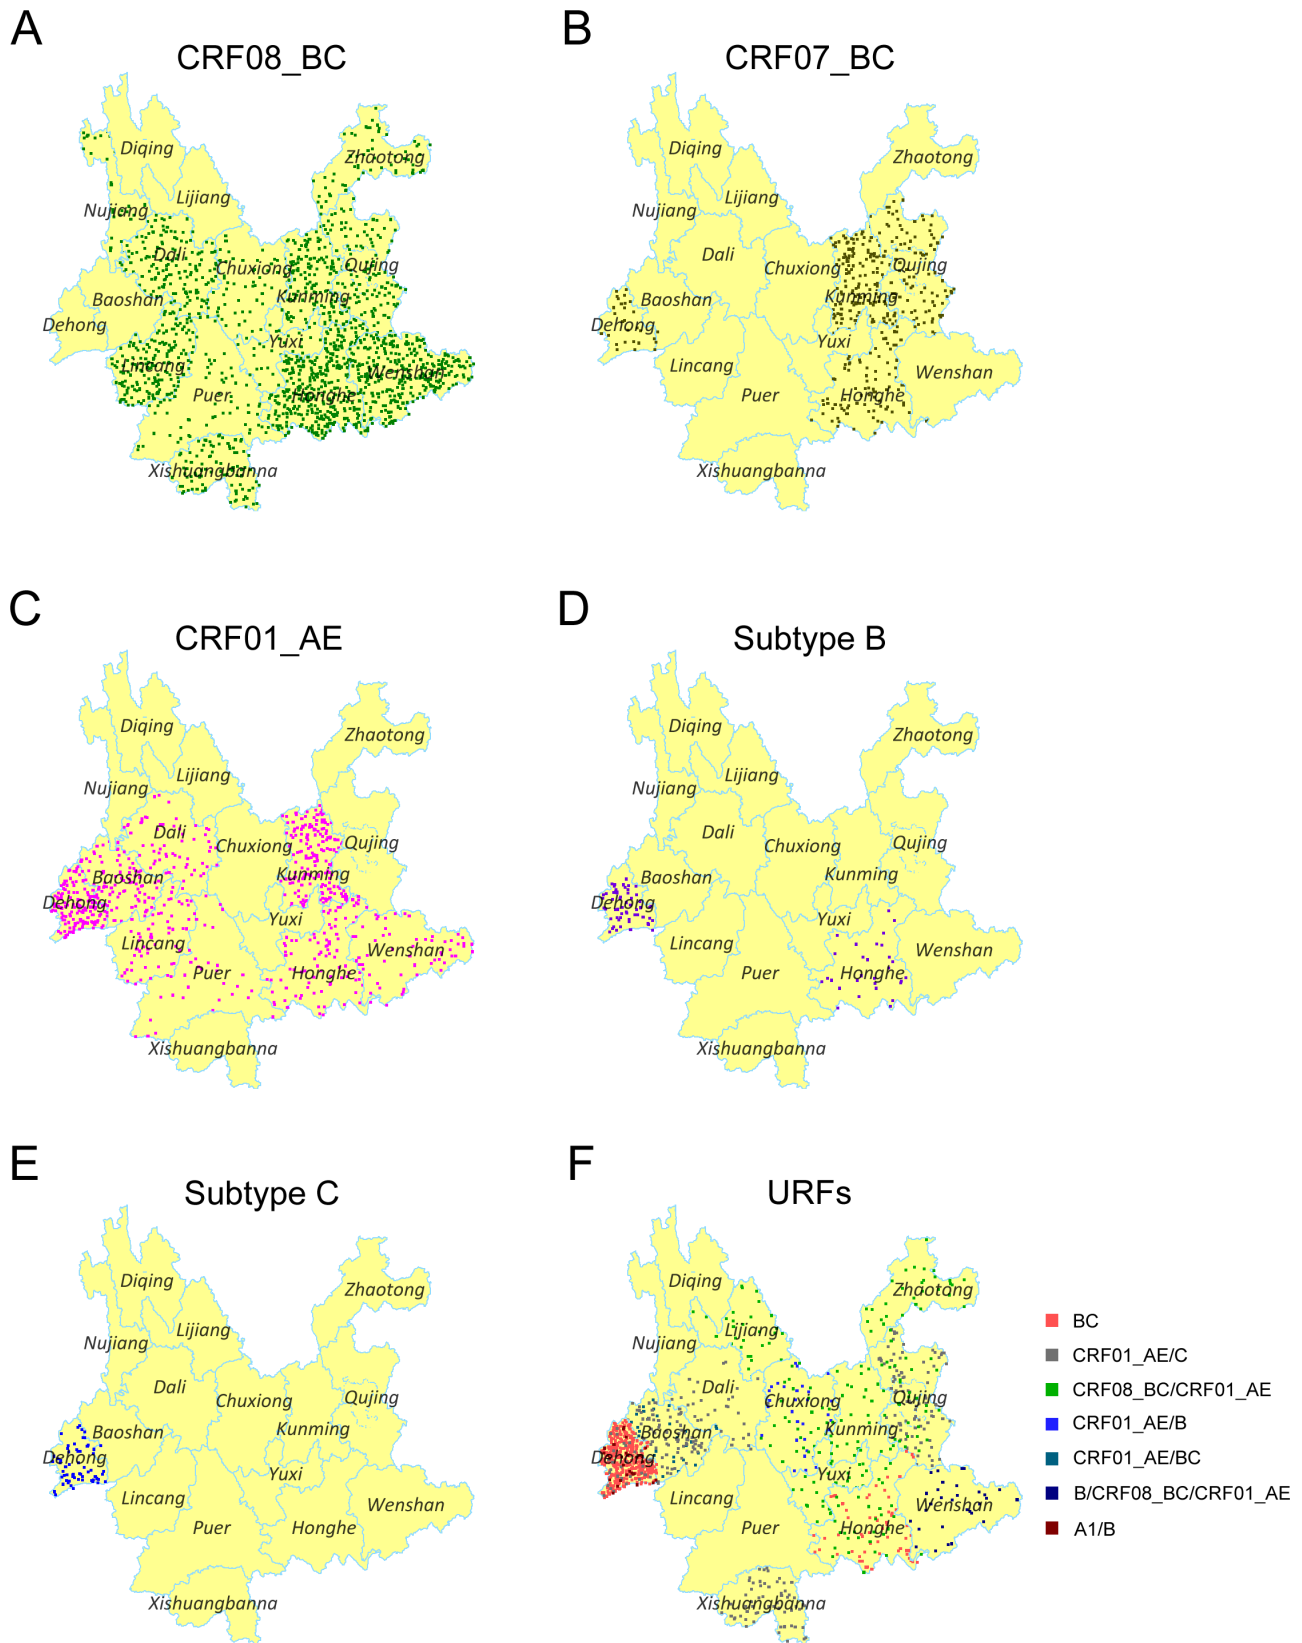 A
CRF08_BC
Diqing
Zhaotong
Nujiang
Lijiang
Dali
Chuxiong
Qujing
Baoshan
Kunming
Dehong
Yuxi
Lincang
Wenshan
Puer
Honghe
Xishuangbanna
B
CRF07_BC
Diqing
Zhaotong
Nujiang
Lijiang
Dali
Chuxiong
Qujing
Baoshan
Kunming
Dehong
Yuxi
Lincang
Wenshan
Puer
Honghe
Xishuangbanna
C
CRF01_AE
Diqing
Zhaotong
Nujiang
Lijiang
Dali
Chuxiong
Qujing
Baoshan
Kunming
Dehong
Yuxi
Lincang
Wenshan
Puer
Honghe
Xishuangbanna
D
Subtype B
Diqing
Zhaotong
Nujiang
Lijiang
Dali
Chuxiong
Qujing
Baoshan
Kunming
Dehong
Yuxi
Lincang
Wenshan
Puer
Honghe
Xishuangbanna
E
Subtype C
Diqing
Zhaotong
Nujiang
Lijiang
Dali
Chuxiong
Qujing
Baoshan
Kunming
Dehong
Yuxi
Lincang
Wenshan
Puer
Honghe
Xishuangbanna
F
URFs
Diqing
Zhaotong
Nujiang
Lijiang
Dali
Chuxiong
Qujing
Baoshan
Kunming
Dehong
Yuxi
Lincang
Wenshan
Puer
Honghe
Xishuangbanna
BC
CRF01_AE/C
CRF08_BC/CRF01_AE
CRF01_AE/B
CRF01_AE/BC
B/CRF08_BC/CRF01_AE
A1/B